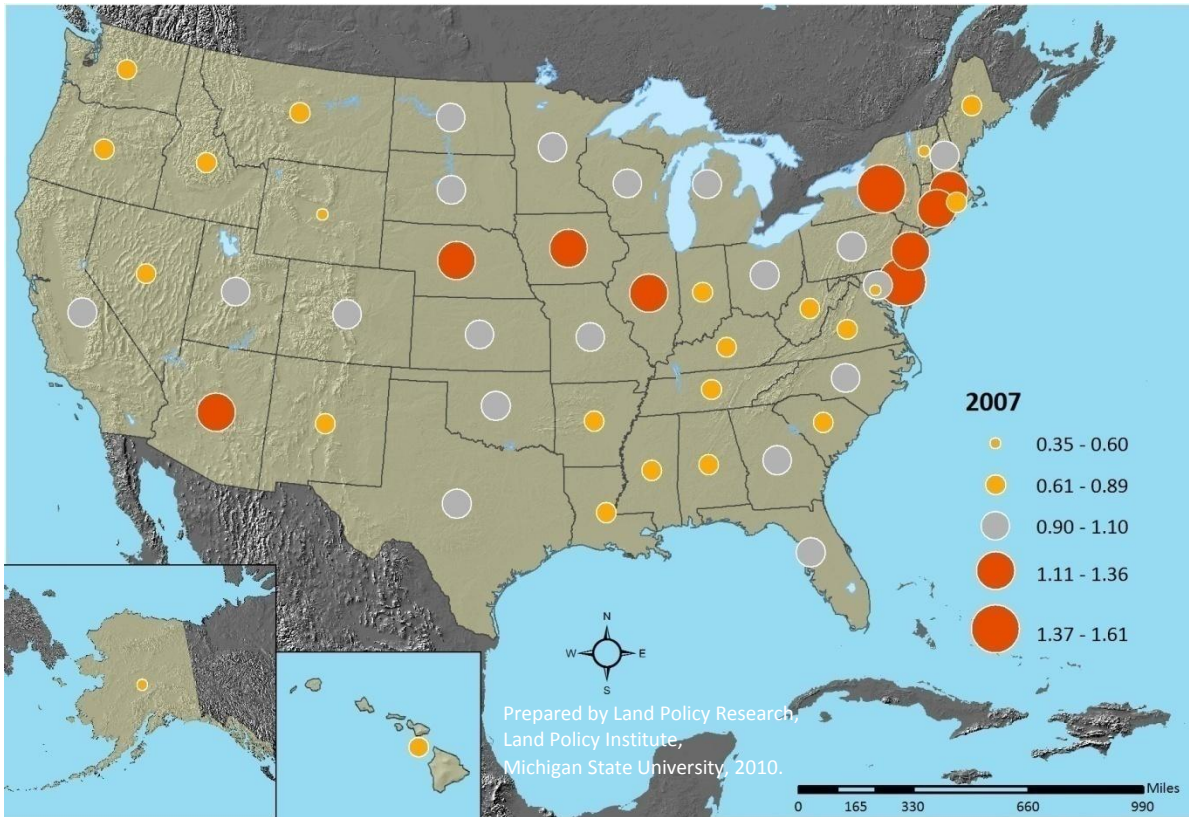 2007
0.35 - 0.60
0.61 - 0.89
0.90 - 1.10
1.11 - 1.36
1.37 - 1.61
N
W E
S
Prepared by Land Policy Research,
Land Policy Institute,
Michigan State University, 2010.
Miles
0 165 330 660 990